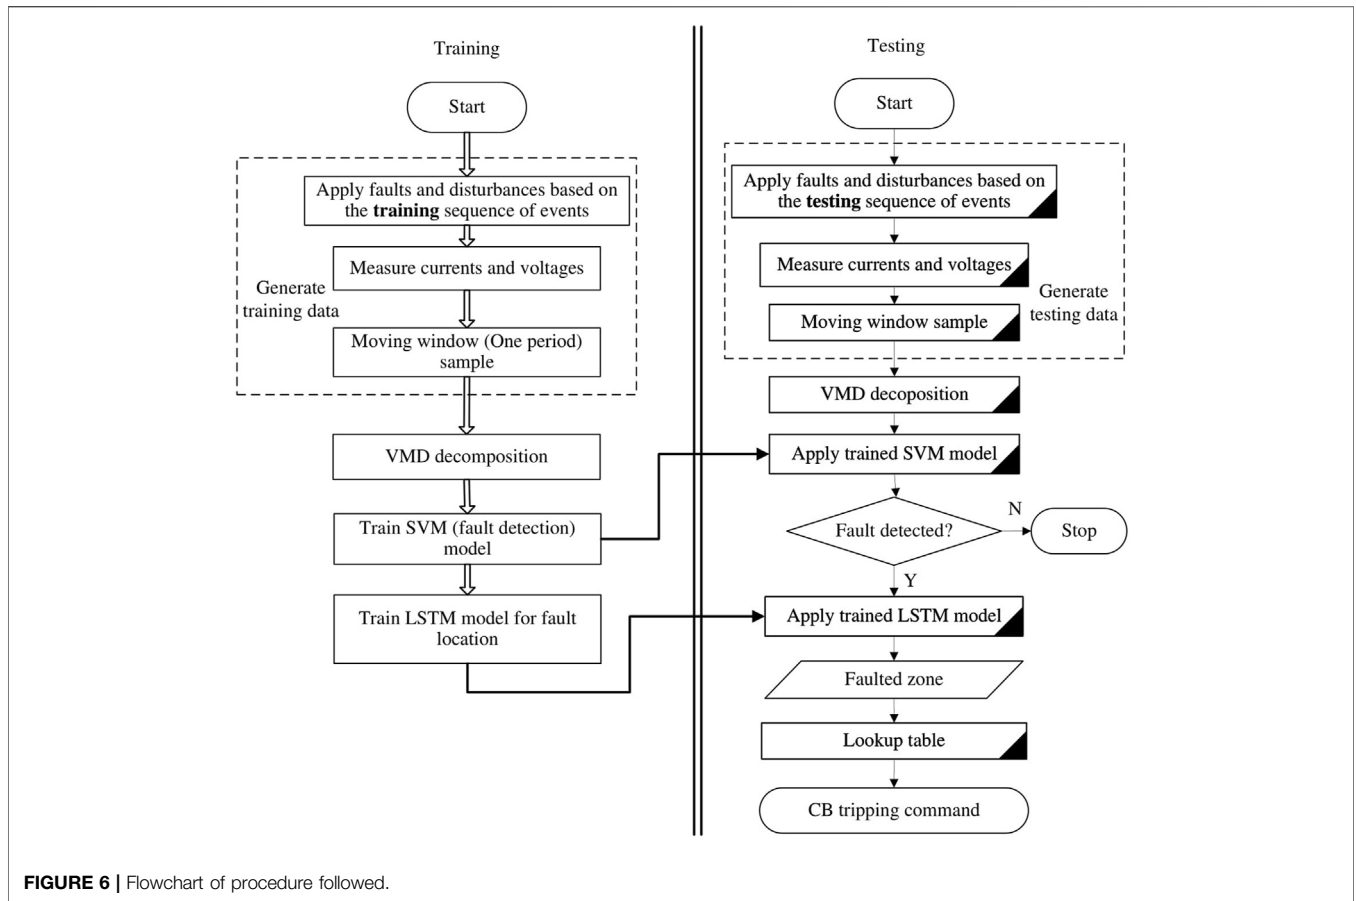 Training
Start
Apply faults and disturbances based on
the training sequence of events
Measure currents and voltages
Generate
training data
Moving window (One period)
sample
VMD decomposition
Train SVM (fault detection)
model
Train LSTM model for fault
location
Testing
Start
Apply faults and disturbances based on
the testing sequence of events
Measure currents and voltages
Generate
testing data
Moving window sample
VMD decoposition
Apply trained SVM model
Fault detected?
N
Stop
Y
Apply trained LSTM model
Faulted zone
Lookup table
CB tripping command
FIGURE 6 | Flowchart of procedure followed.